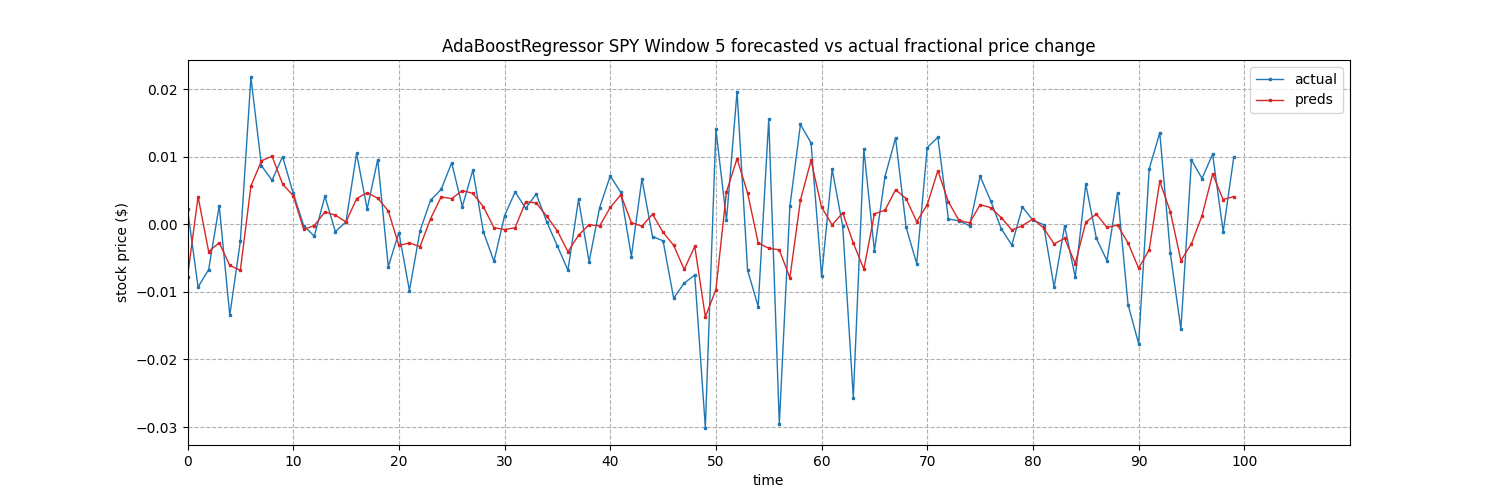 AdaBoostRegressor SPY Window 5 forecasted vs actual fractional price change
actual
preds
stock price ($)
0.02
0.01
0.00
−0.01
−0.02
−0.03
0 10 20 30 40 50 60 70 80 90 100
time